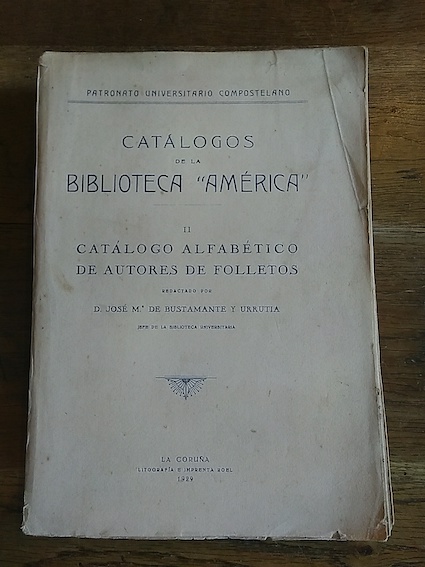 PATRONATO UNIVERSITARIO COMPOSTELANO
CATÁLOGOS
DE LA
BIBLIOTECA "AMÉRICA"
II
CATÁLOGO ALFABÉTICO
DE AUTORES DE FOLLETOS
REDACTADO POR
D. JOSÉ M.ª DE BUSTAMANTE Y URRUTIA
JEFE DE LA BIBLIOTECA UNIVERSITARIA
LA CORUÑA
LITOGRAFÍA E IMPRENTA ROEL
1929